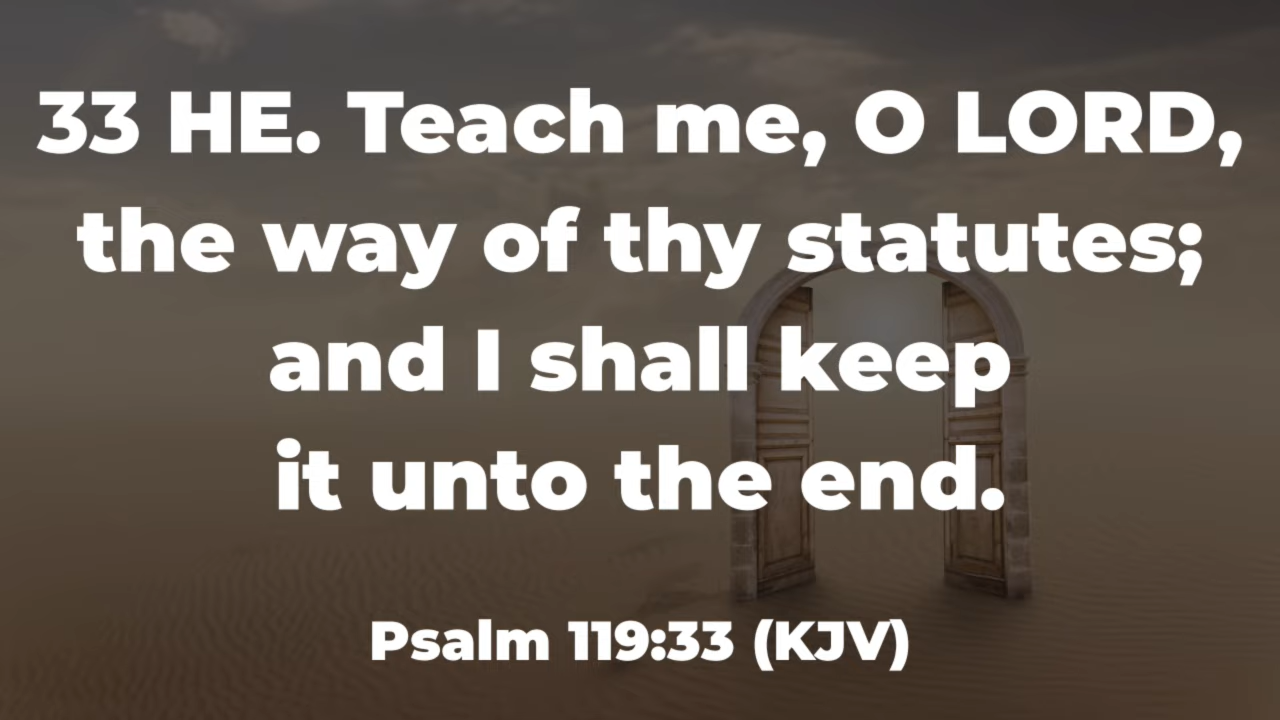 33 HE. Teach me, O LORD,
the way of thy statutes;
and I shall keep
it unto the end.
Psalm 119:33 (KJV)